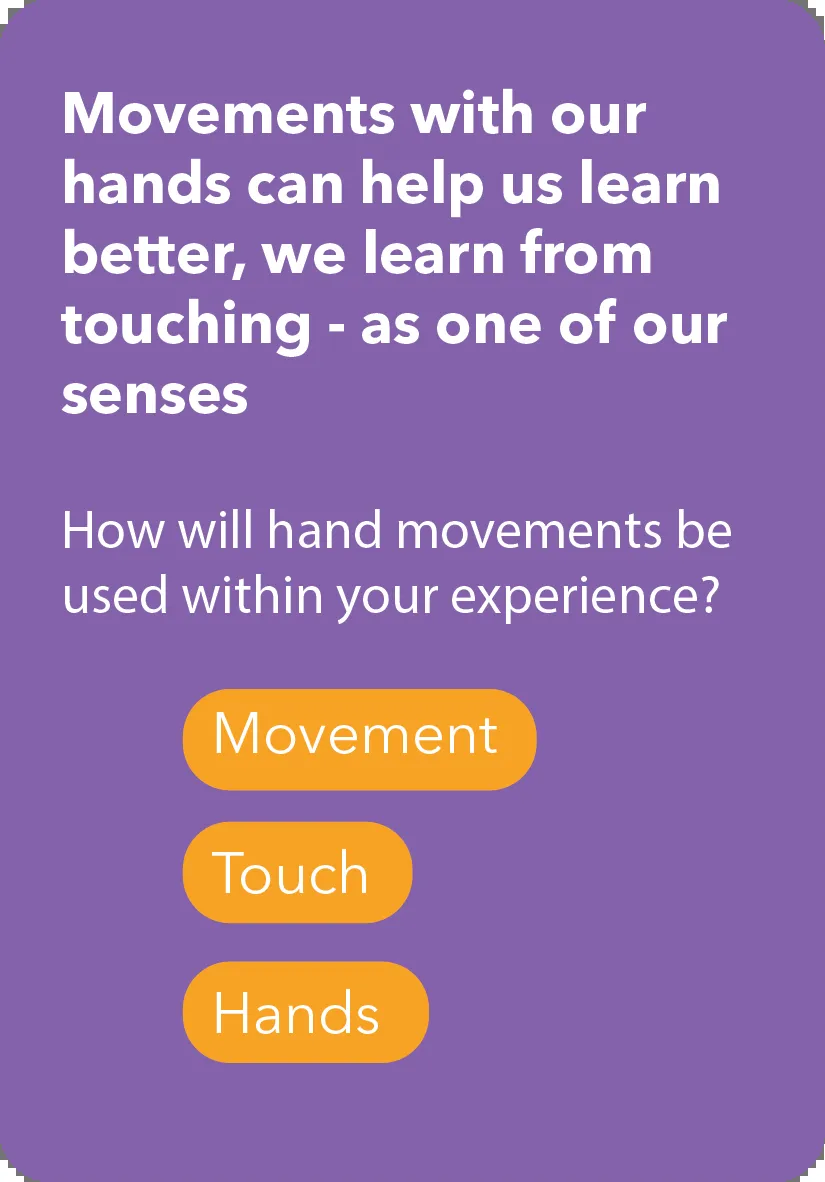 Movements with our
hands can help us learn
better, we learn from
touching - as one of our
senses
How will hand movements be
used within your experience?
Movement
Touch
Hands